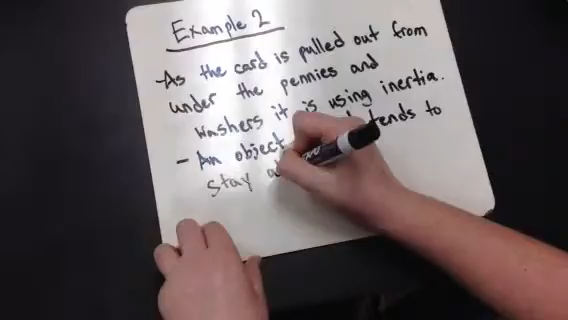 Example 2
-As the card is pulled out from
under the pennies and
washers it is using inertia.
- An object tends to
stay